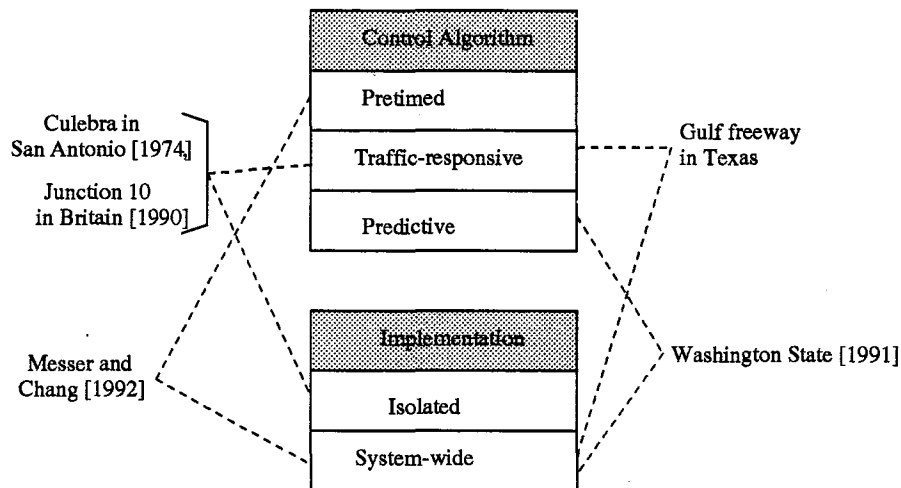 Control Algorithm
Pretimed
Traffic-responsive
Predictive
Culebra in
San Antonio [1974,]
Junction 10
in Britain [1990]
Gulf freeway
in Texas
Messer and
Chang [1992]
Implementation
Isolated
System-wide
Washington State [1991]